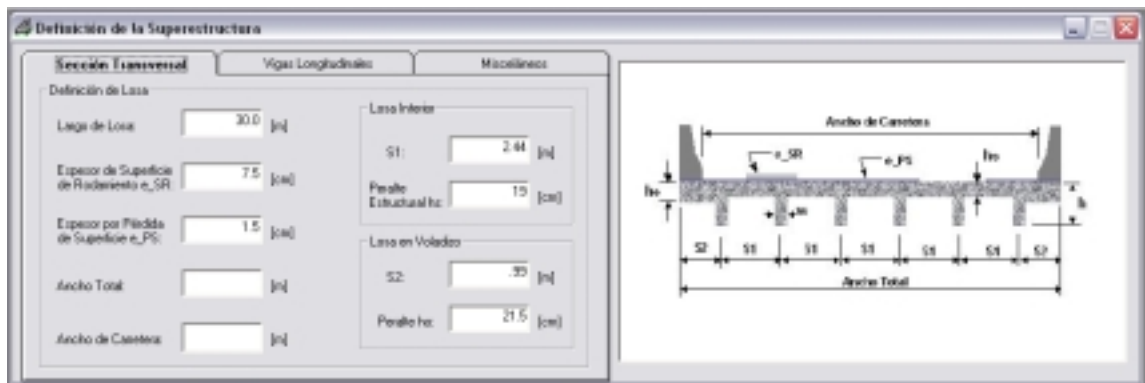 Definición de la Superestructura
Sección Transversal
Vigas Longitudinales
Misceláneos
Definición de Losa
Largo de Losa: 30.0 [m]
Espesor de Superficie
de Rodamiento e_SR: 7.5 [cm]
Espesor por Pérdida
de Superficie e_PS: 1.5 [cm]
Ancho Total: [m]
Ancho de Carretera: [m]
Losa Interior
S1: 2.44 [m]
Peralte
Estructural hs: 19 [cm]
Losa en Voladizo
S2: .99 [m]
Peralte ho: 21.5 [cm]
Ancho de Carretera
e_SR
e_PS
S2 S1 S1 S1 S1 S1 S2
Ancho Total